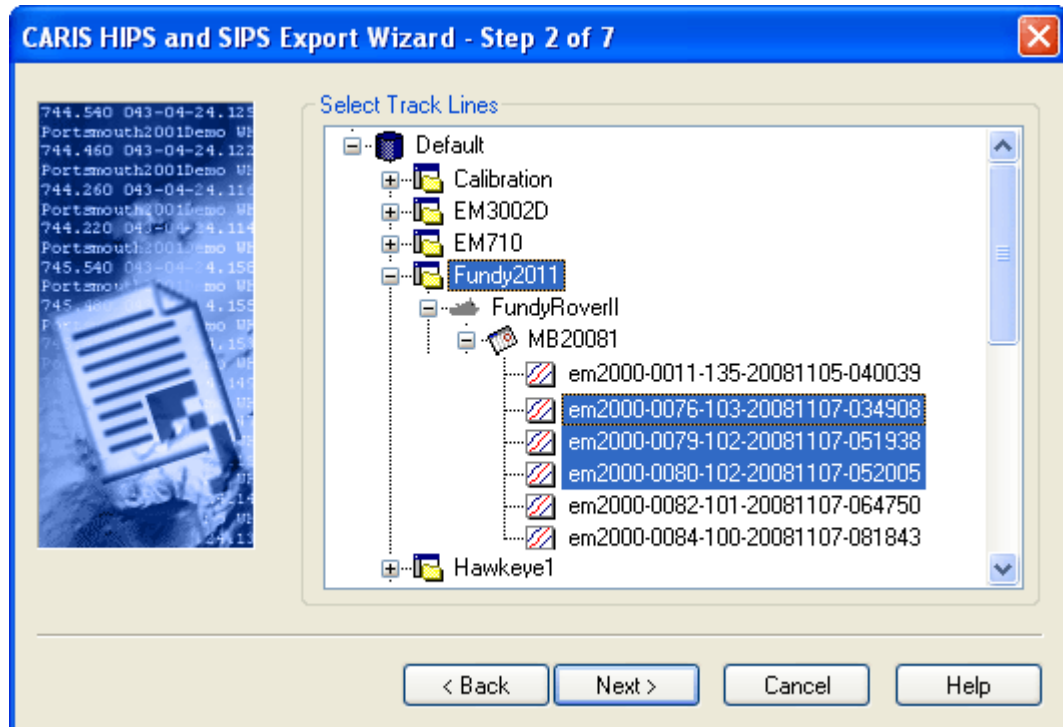 CARIS HIPS and SIPS Export Wizard - Step 2 of 7
744.540 043-04-24.125
Portsmouth2001Demo
744.460 043-04-24.122
Portsmouth2001Demo
744.260 043-04-24.116
Portsmouth2001Demo
744.220
745.540
Select Track Lines
Default
Calibration
EM3002D
EM710
Fundy2011
FundyRoverII
MB20081
em2000-0011-135-20081105-040039
em2000-0076-103-20081107-034908
em2000-0079-102-20081107-051938
em2000-0080-102-20081107-052005
em2000-0082-101-20081107-064750
em2000-0084-100-20081107-081843
Hawkeye1
< Back Next > Cancel Help